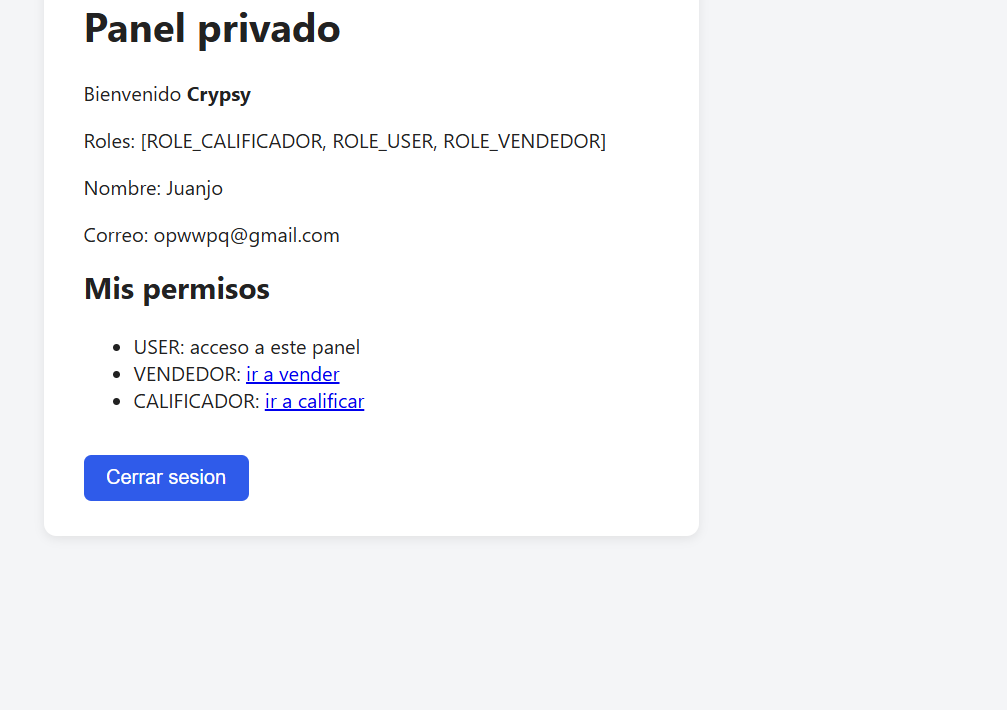 Panel privado
Bienvenido Crypsy
Roles: [ROLE_CALIFICADOR, ROLE_USER, ROLE_VENDEDOR]
Nombre: Juanjo
Correo: opwwpq@gmail.com
Mis permisos
USER: acceso a este panel
VENDEDOR: ir a vender
CALIFICADOR: ir a calificar
Cerrar sesion